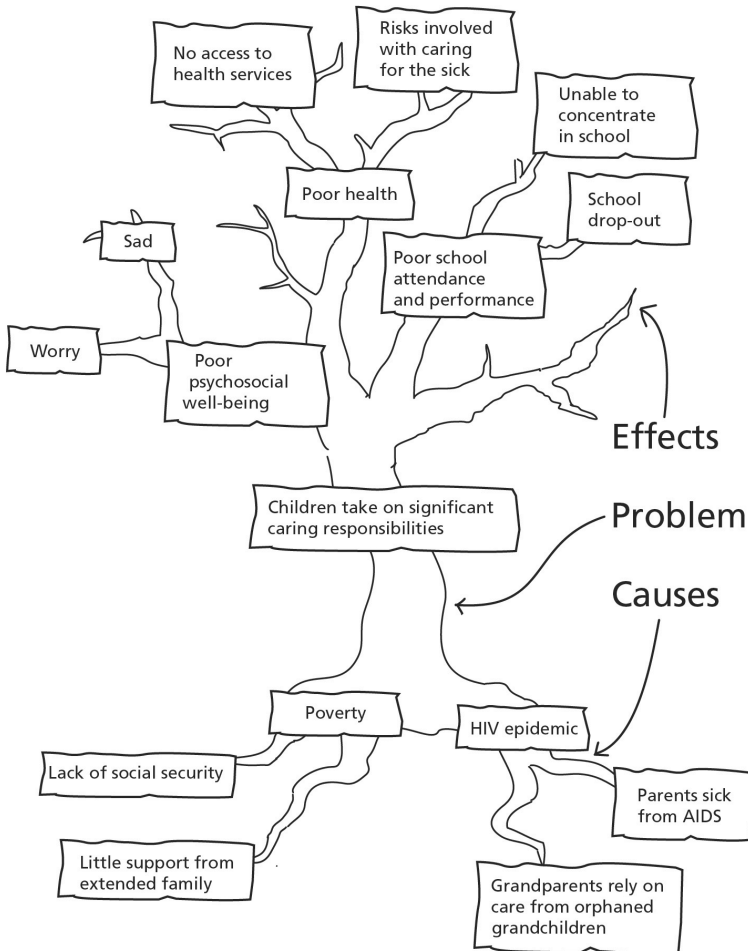 No access to
health services
Risks involved
with caring
for the sick
Unable to
concentrate
in school
Poor health
School
drop-out
Sad
Poor school
attendance
and performance
Worry
Poor
psychosocial
well-being
Effects
Children take on significant
caring responsibilities
Problem
Causes
Poverty
HIV epidemic
Lack of social security
Parents sick
from AIDS
Little support from
extended family
Grandparents rely on
care from orphaned
grandchildren